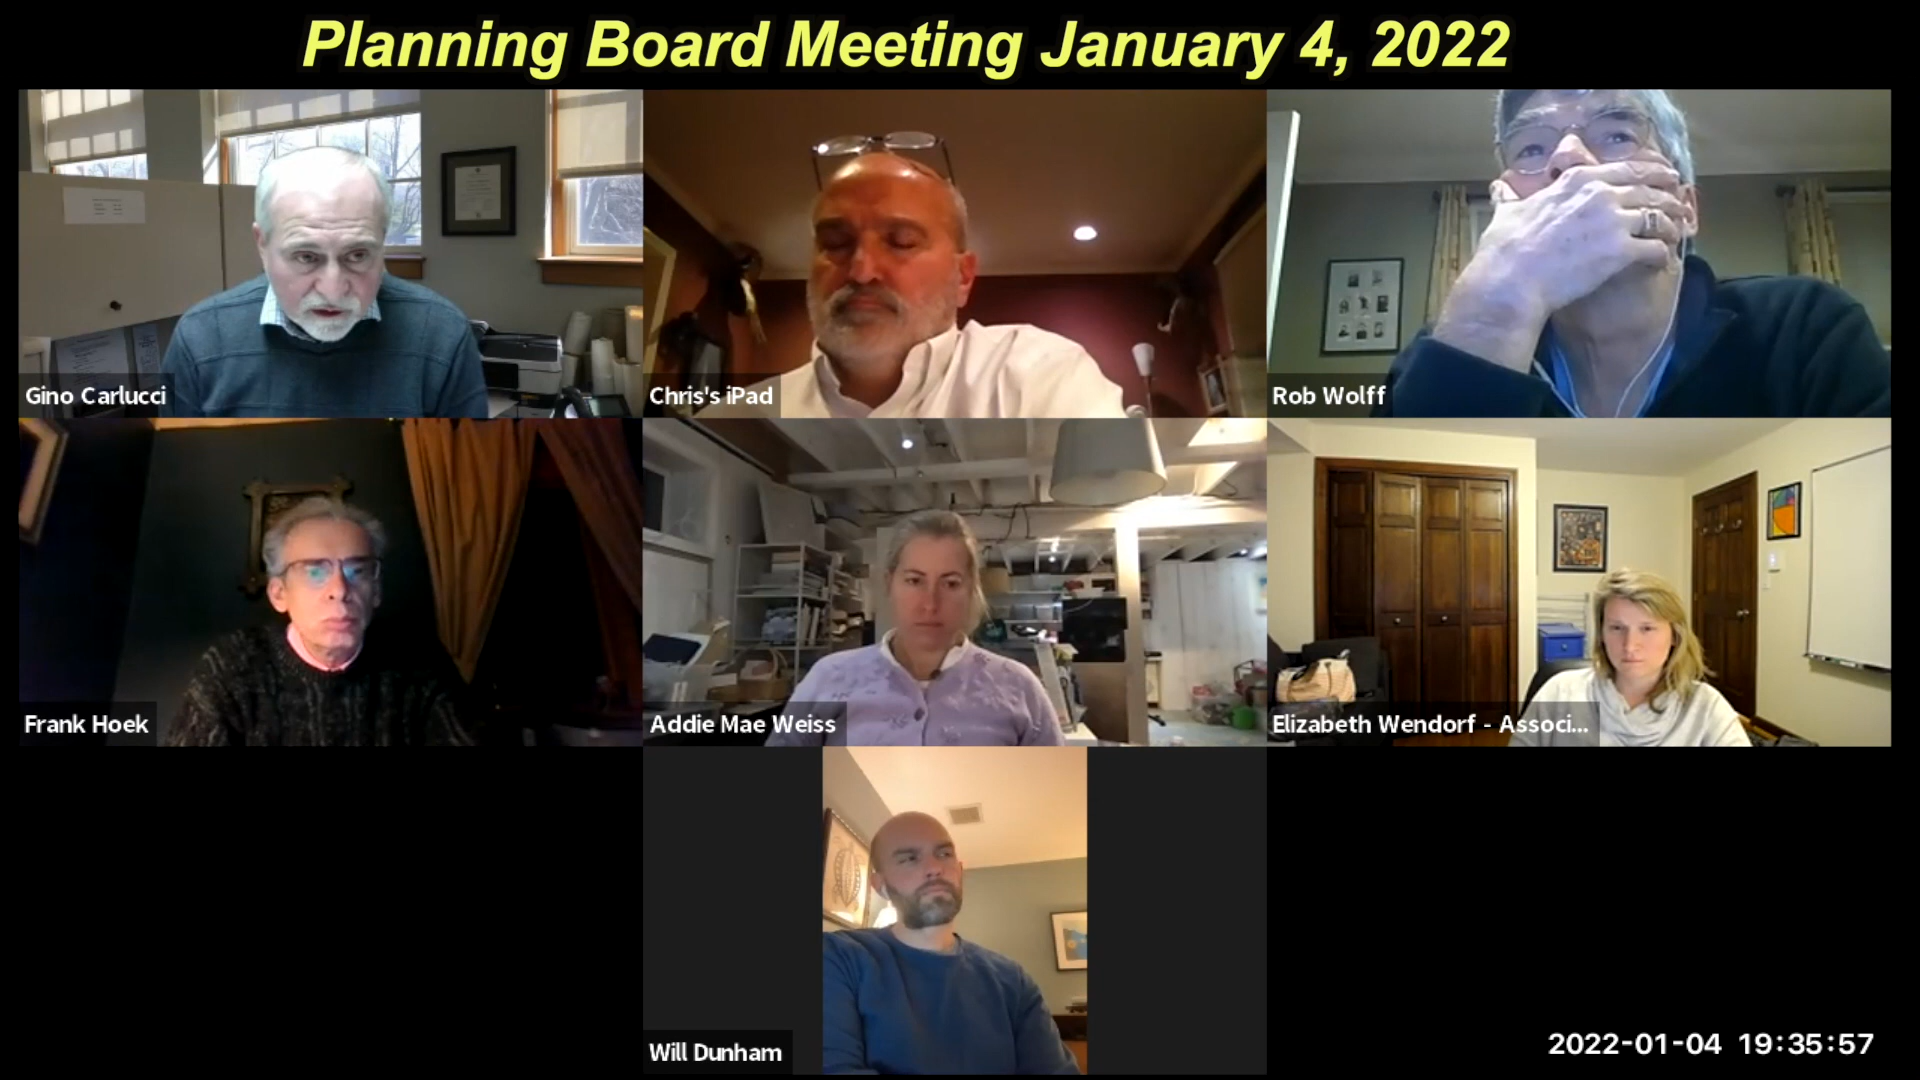 Planning Board Meeting January 4, 2022
Gino Carlucci
Chris's iPad
Rob Wolff
Frank Hoek
Addie Mae Weiss
Elizabeth Wendorf - Associ...
Will Dunham
2022-01-04 19:35:57